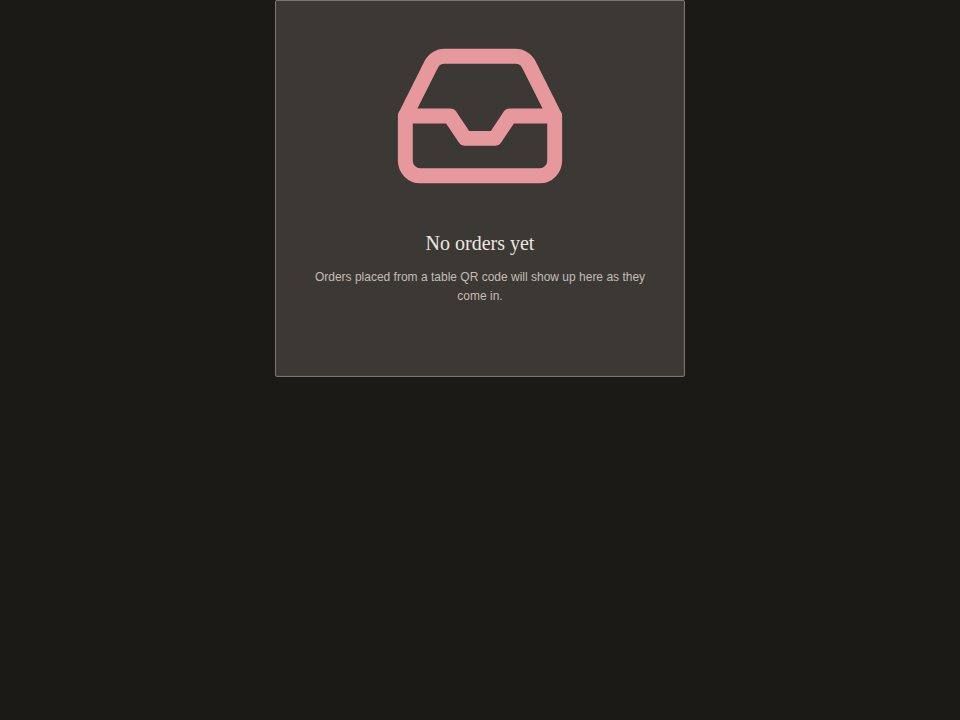 No orders yet
Orders placed from a table QR code will show up here as they
come in.